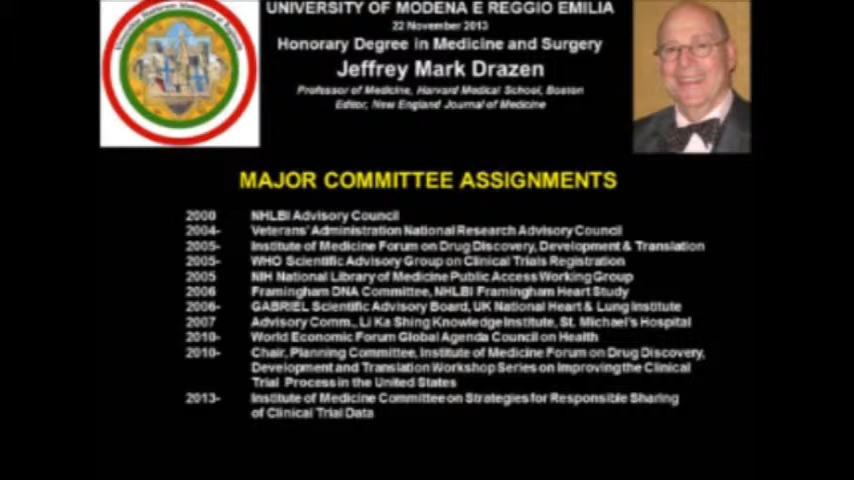 UNIVERSITY OF MODENA E REGGIO EMILIA
22 November 2013
Honorary Degree in Medicine and Surgery
Jeffrey Mark Drazen
Professor of Medicine, Harvard Medical School, Boston
Editor, New England Journal of Medicine
MAJOR COMMITTEE ASSIGNMENTS
2000 NHLBI Advisory Council
2004- Veterans' Administration National Research Advisory Council
2005- Institute of Medicine Forum on Drug Discovery, Development & Translation
2005- WHO Scientific Advisory Group on Clinical Trials Registration
2005 NIH National Library of Medicine Public Access Working Group
2006 Framingham DNA Committee, NHLBI Framingham Heart Study
2006- GABRIEL Scientific Advisory Board, UK National Heart & Lung Institute
2007 Advisory Comm., Li Ka Shing Knowledge Institute, St. Michael's Hospital
2010- World Economic Forum Global Agenda Council on Health
2010- Chair, Planning Committee, Institute of Medicine Forum on Drug Discovery,
Development and Translation Workshop Series on Improving the Clinical
Trial Process in the United States
2013- Institute of Medicine Committee on Strategies for Responsible Sharing
of Clinical Trial Data